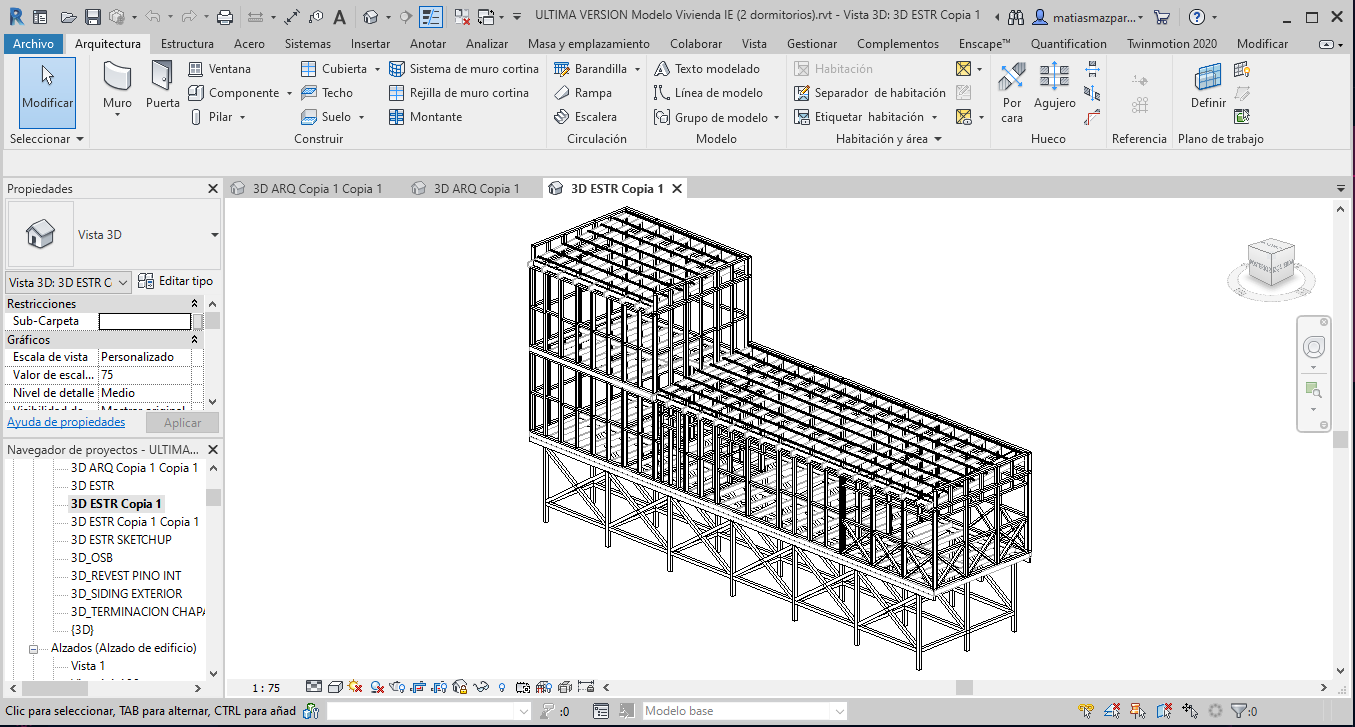 ULTIMA VERSION Modelo Vivienda IE (2 dormitorios).rvt - Vista 3D: 3D ESTR Copia 1
matiasmazpar...
Archivo Arquitectura Estructura Acero Sistemas Insertar Anotar Analizar Masa y emplazamiento Colaborar Vista Gestionar Complementos Enscape™ Quantification Twinmotion 2020 Modificar
Modificar
Muro
Puerta
Ventana
Componente
Pilar
Cubierta
Techo
Suelo
Sistema de muro cortina
Rejilla de muro cortina
Montante
Barandilla
Rampa
Escalera
Texto modelado
Línea de modelo
Grupo de modelo
Habitación
Separador de habitación
Etiquetar habitación
Por cara
Agujero
Definir
Seleccionar Construir Circulación Modelo Habitación y área Hueco Referencia Plano de trabajo
Propiedades
3D ARQ Copia 1 Copia 1
3D ARQ Copia 1
3D ESTR Copia 1
Vista 3D
Vista 3D: 3D ESTR C
Editar tipo
Restricciones
Sub-Carpeta
Gráficos
Escala de vista Personalizado
Valor de escal... 75
Nivel de detalle Medio
Ayuda de propiedades
Aplicar
Navegador de proyectos - ULTIMA...
3D ARQ Copia 1 Copia 1
3D ESTR
3D ESTR Copia 1
3D ESTR Copia 1 Copia 1
3D ESTR SKETCHUP
3D_OSB
3D_REVEST PINO INT
3D_SIDING EXTERIOR
3D_TERMINACION CHAPA
{3D}
Alzados (Alzado de edificio)
Vista 1
1 : 75
Clic para seleccionar, TAB para alternar, CTRL para añad
:0
Modelo base
:0